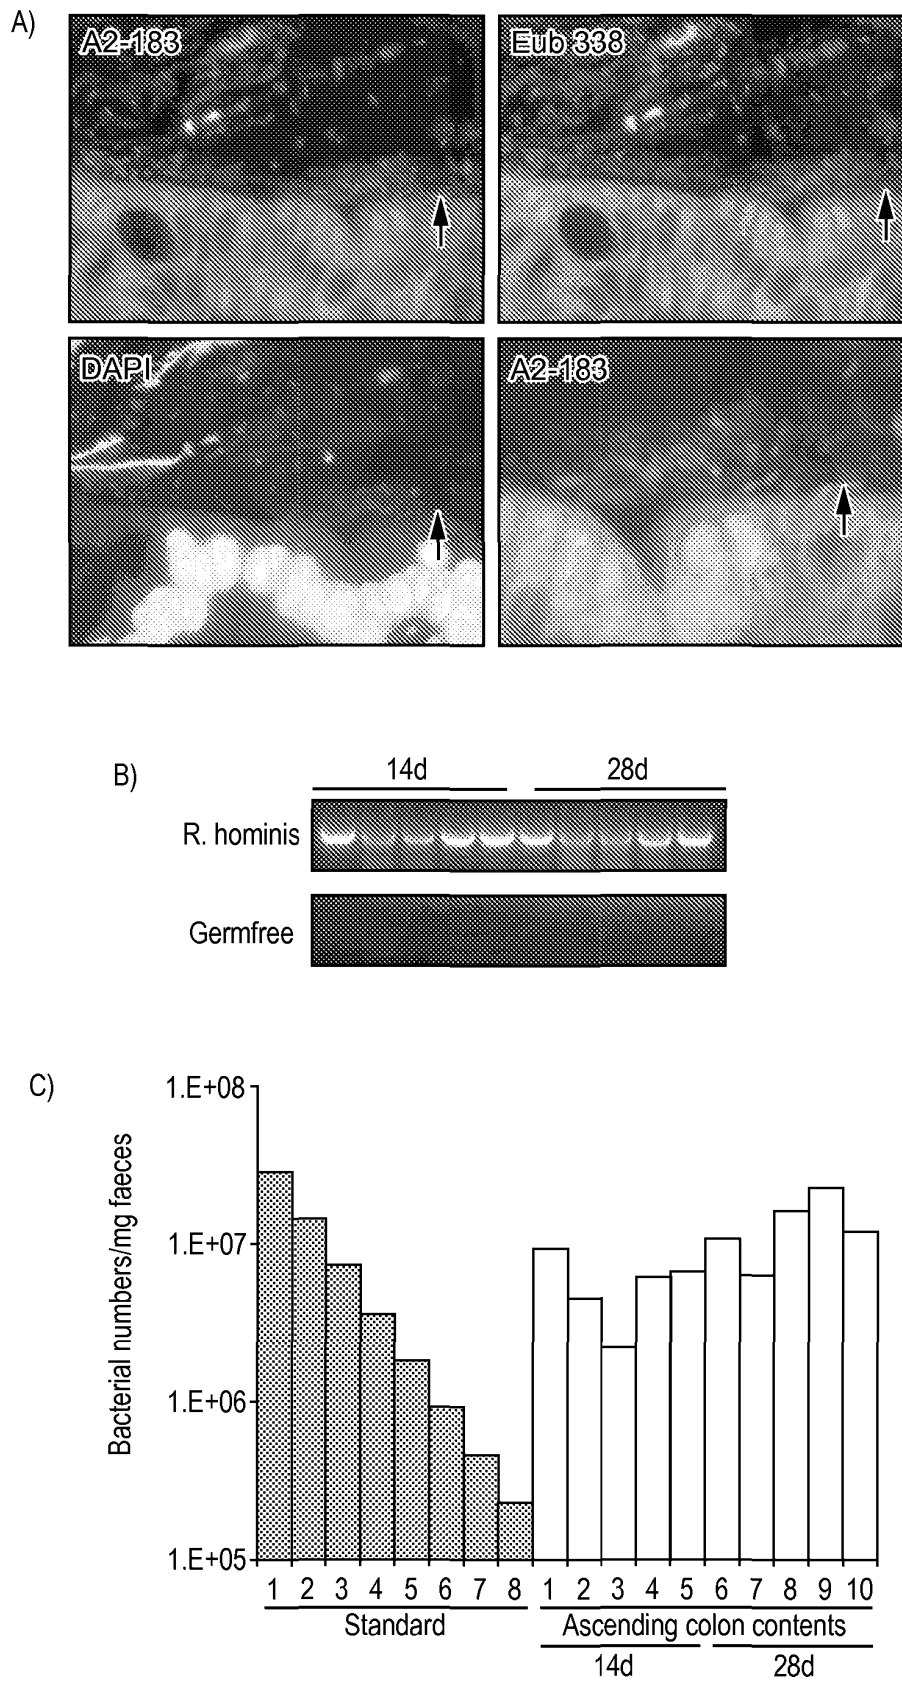 A)
A2-183
Eub 338
DAPI
A2-183
B)
14d
28d
R. hominis
Germfree
C)
Bacterial numbers/mg faeces
1.E+08
1.E+07
1.E+06
1.E+05
1 2 3 4 5 6 7 8 1 2 3 4 5 6 7 8 9 10
Standard
Ascending colon contents
14d
28d